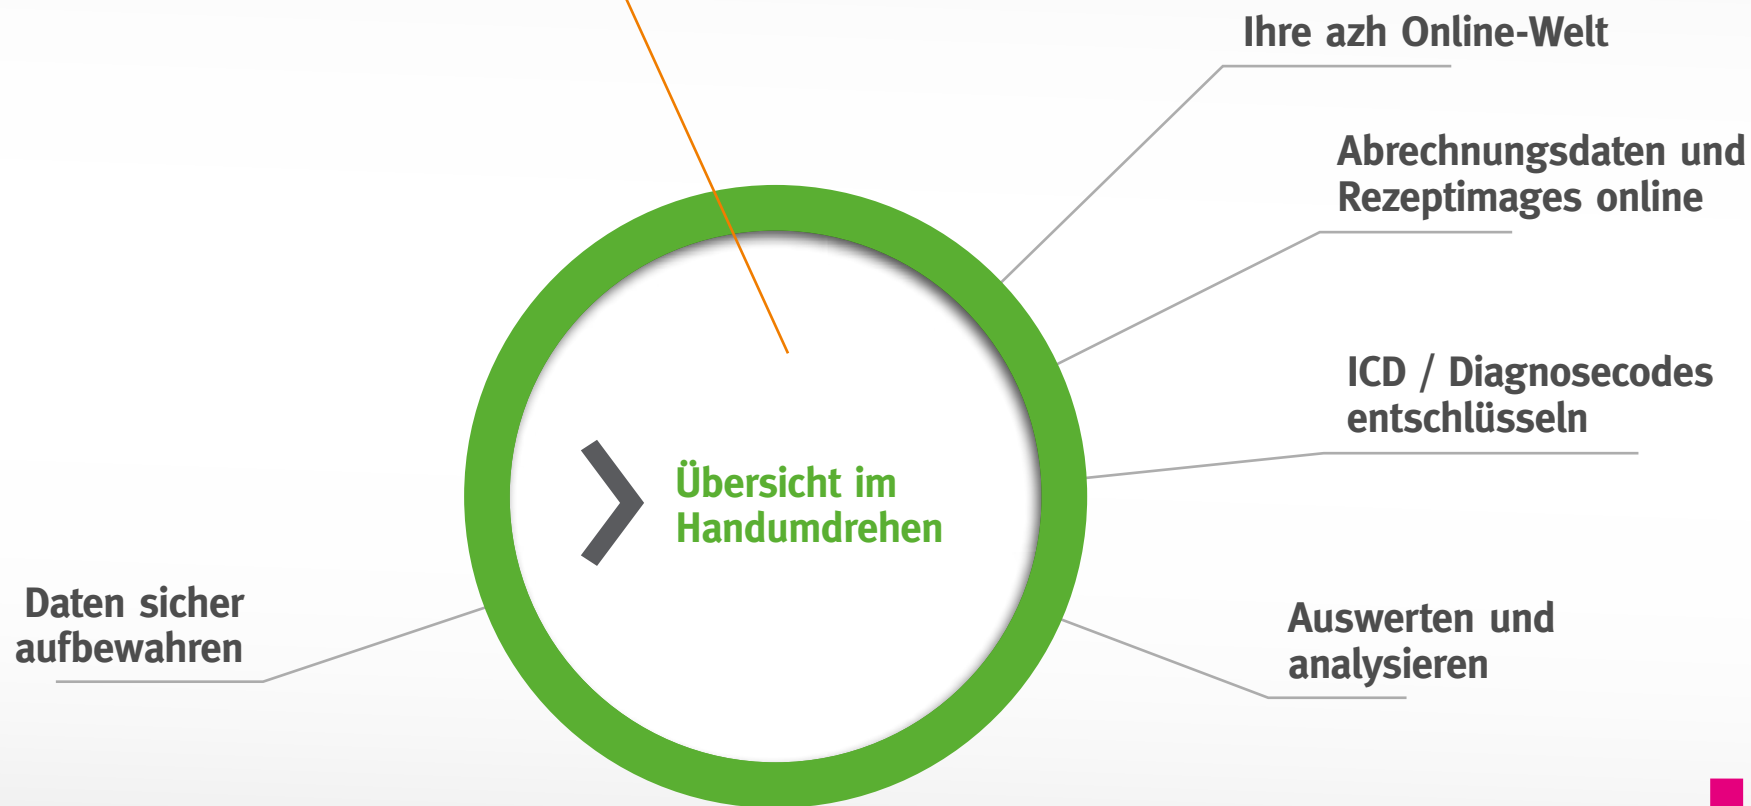 Ihre azh Online-Welt
Abrechnungsdaten und
Rezeptimages online
ICD / Diagnosecodes
entschlüsseln
Übersicht im
Handumdrehen
Daten sicher
aufbewahren
Auswerten und
analysieren